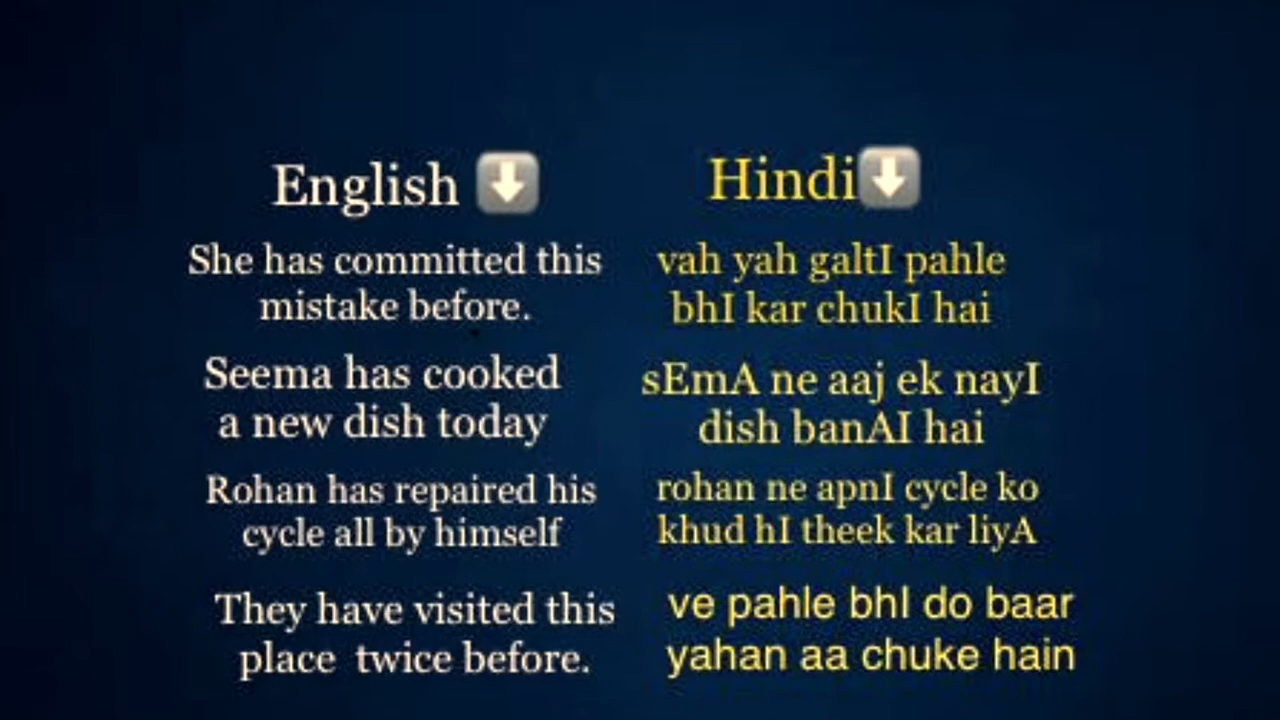 English ⬇
Hindi⬇
She has committed this
mistake before.
vah yah galtI pahle
bhI kar chukI hai
Seema has cooked
a new dish today
sEmA ne aaj ek nayI
dish banAI hai
Rohan has repaired his
cycle all by himself
rohan ne apnI cycle ko
khud hI theek kar liyA
They have visited this
place  twice before.
ve pahle bhI do baar
yahan aa chuke hain